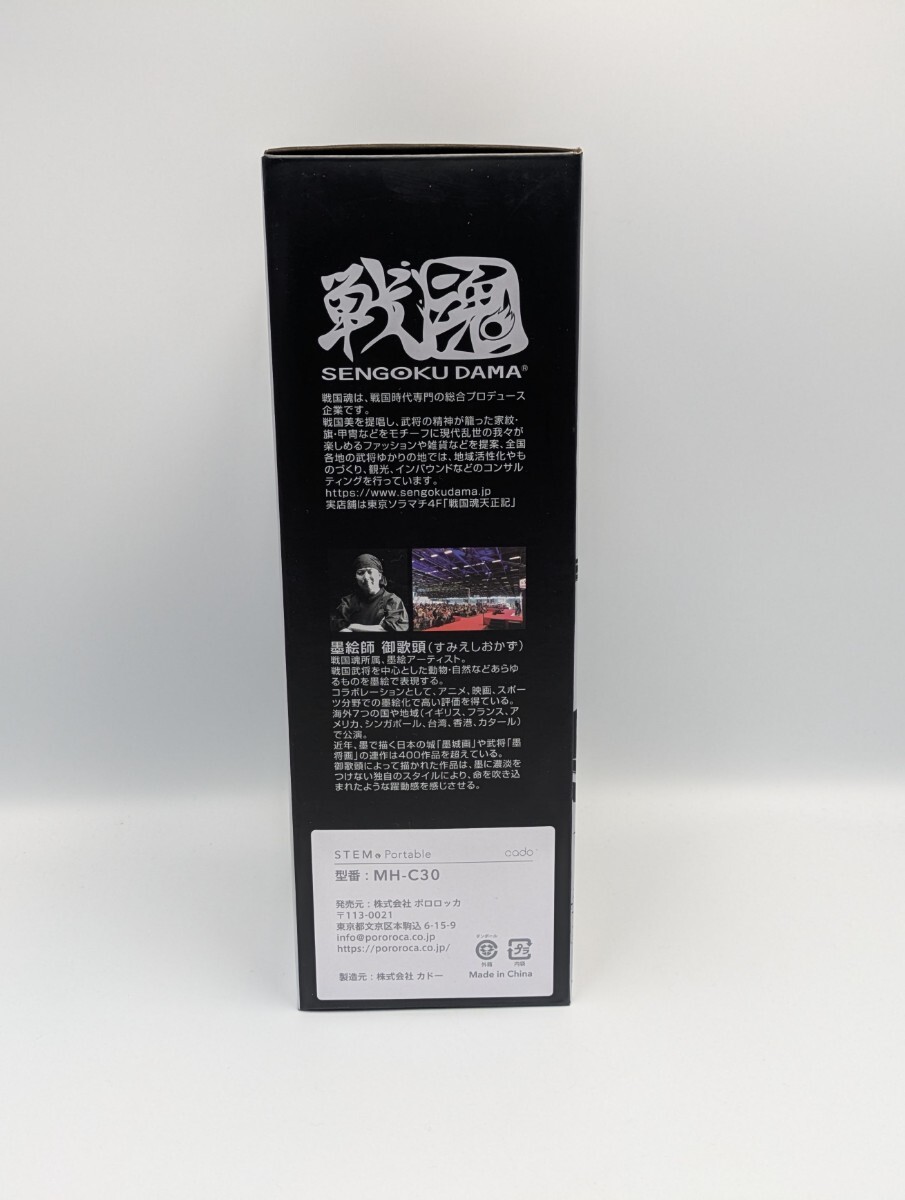 戦魂
SENGOKU DAMA®
戦国魂は、戦国時代専門の総合プロデュース
企業です。
戦国美を提唱し、武将の精神が籠った家紋・
旗・甲冑などをモチーフに現代乱世の我々が
楽しめるファッションや雑貨などを提案、全国
各地の武将ゆかりの地では、地域活性化やも
のづくり、観光、インバウンドなどのコンサル
ティングを行っています。
https://www.sengokudama.jp
実店舗は東京ソラマチ4F「戦国魂天正記」
墨絵師 御歌頭(すみえしおかず)
戦国魂所属、墨絵アーティスト。
戦国武将を中心とした動物・自然などあらゆ
るものを墨絵で表現する。
コラボレーションとして、アニメ、映画、スポー
ツ分野での墨絵化で高い評価を得ている。
海外7つの国や地域(イギリス、フランス、ア
メリカ、シンガポール、台湾、香港、カタール)
で公演。
近年、墨で描く日本の城「墨城画」や武将「墨
将画」の連作は400作品を超えている。
御歌頭によって描かれた作品は、墨に濃淡を
つけない独自のスタイルにより、命を吹き込
まれたような躍動感を感じさせる。
STEM Portable
cado
型番：MH-C30
発売元：株式会社 ポロロッカ
〒113-0021
東京都文京区本駒込 6-15-9
info@pororoca.co.jp
https://pororoca.co.jp/
製造元：株式会社 カドー
ダンボール
外箱
プラ
内袋
Made in China